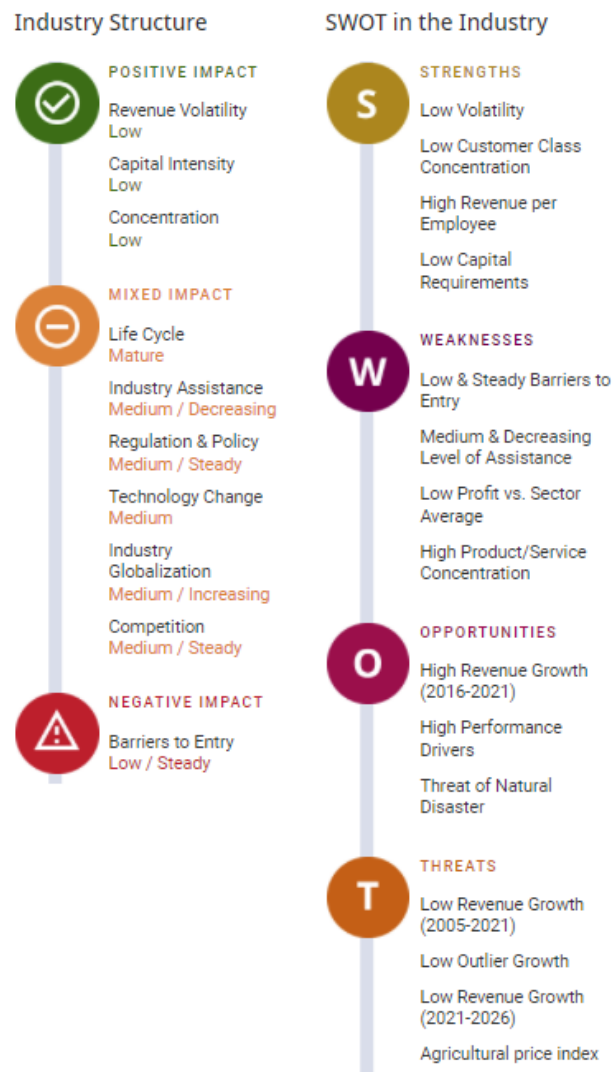 Industry Structure
POSITIVE IMPACT
Revenue Volatility
Low
Capital Intensity
Low
Concentration
Low
MIXED IMPACT
Life Cycle
Mature
Industry Assistance
Medium / Decreasing
Regulation & Policy
Medium / Steady
Technology Change
Medium
Industry
Globalization
Medium / Increasing
Competition
Medium / Steady
NEGATIVE IMPACT
Barriers to Entry
Low / Steady
SWOT in the Industry
S
STRENGTHS
Low Volatility
Low Customer Class
Concentration
High Revenue per
Employee
Low Capital
Requirements
W
WEAKNESSES
Low & Steady Barriers to
Entry
Medium & Decreasing
Level of Assistance
Low Profit vs. Sector
Average
High Product/Service
Concentration
O
OPPORTUNITIES
High Revenue Growth
(2016-2021)
High Performance
Drivers
Threat of Natural
Disaster
T
THREATS
Low Revenue Growth
(2005-2021)
Low Outlier Growth
Low Revenue Growth
(2021-2026)
Agricultural price index